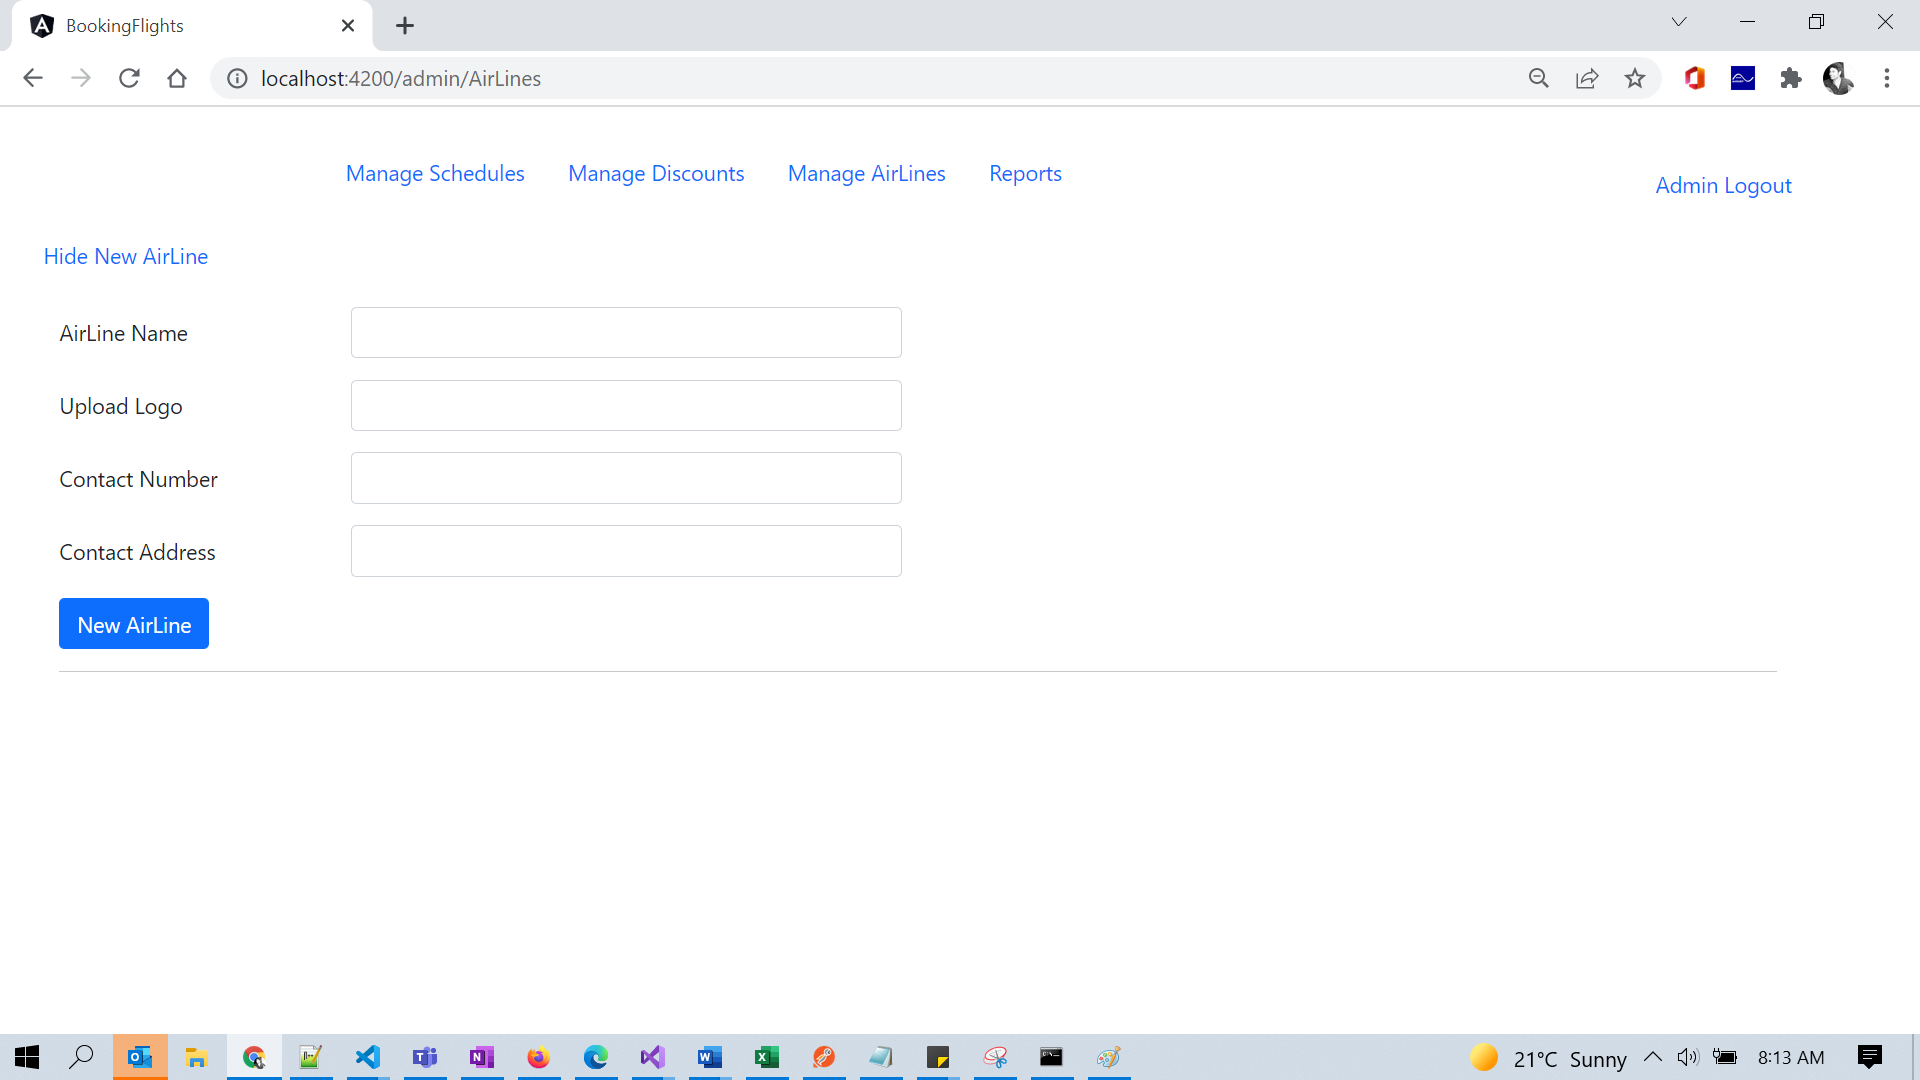 BookingFlights
localhost:4200/admin/AirLines
Manage Schedules Manage Discounts Manage AirLines Reports
Admin Logout
Hide New AirLine
AirLine Name
Upload Logo
Contact Number
Contact Address
New AirLine
21°C Sunny 8:13 AM